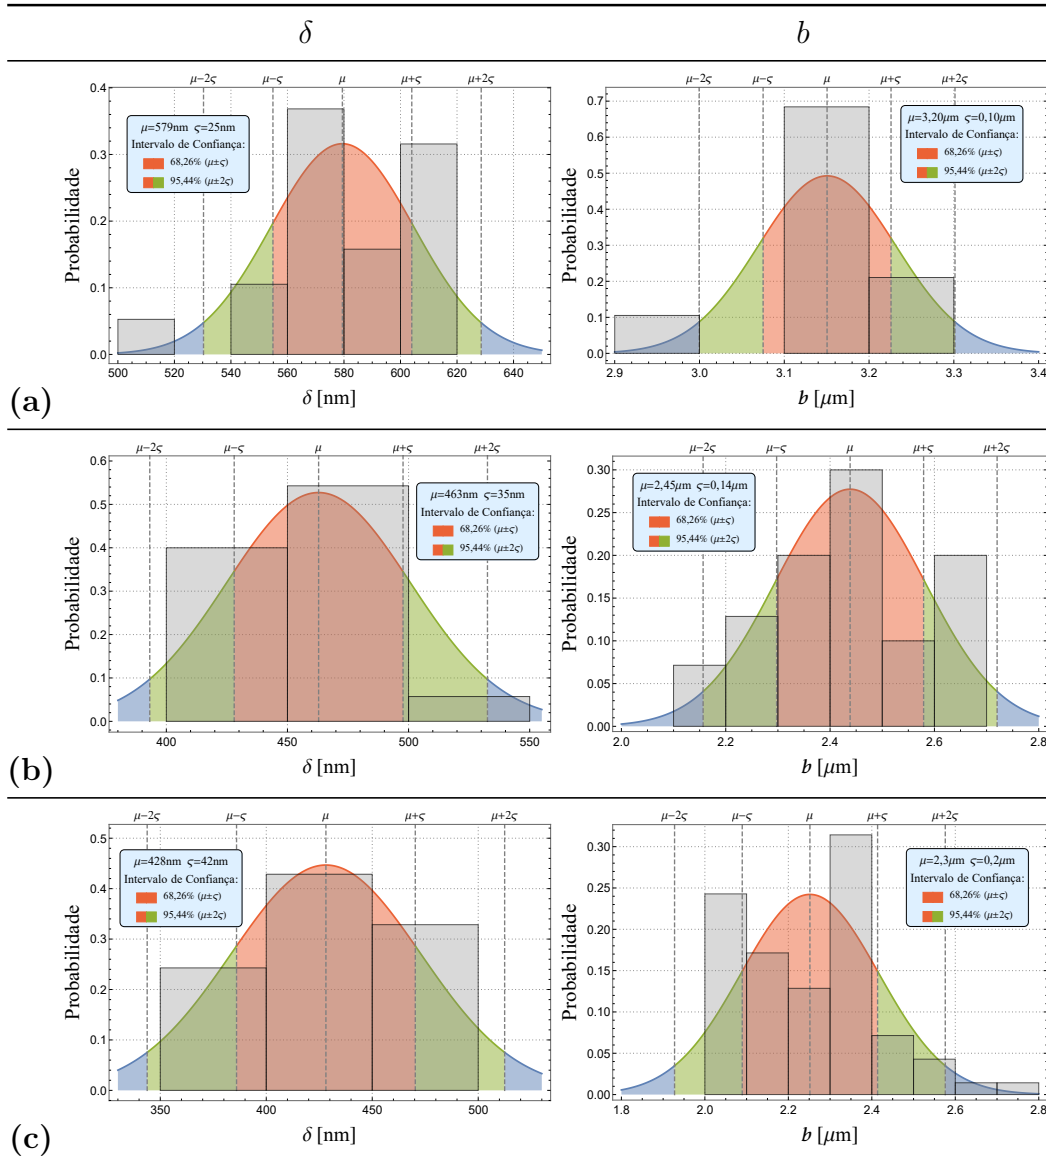 δ b
μ−2ς μ−ς μ μ+ς μ+2ς
0.4
0.3
0.2
0.1
0.0
Probabilidade
μ=579nm ς=25nm
Intervalo de Confiança:
68,26% (μ±ς)
95,44% (μ±2ς)
500 520 540 560 580 600 620 640
δ [nm]
μ−2ς μ−ς μ μ+ς μ+2ς
0.7
0.6
0.5
0.4
0.3
0.2
0.1
0.0
Probabilidade
μ=3,20μm ς=0,10μm
Intervalo de Confiança:
68,26% (μ±ς)
95,44% (μ±2ς)
2.9 3.0 3.1 3.2 3.3 3.4
b [μm]
(a)
μ−2ς μ−ς μ μ+ς μ+2ς
0.6
0.5
0.4
0.3
0.2
0.1
0.0
Probabilidade
μ=463nm ς=35nm
Intervalo de Confiança:
68,26% (μ±ς)
95,44% (μ±2ς)
400 450 500 550
δ [nm]
μ−2ς μ−ς μ μ+ς μ+2ς
0.30
0.25
0.20
0.15
0.10
0.05
0.00
Probabilidade
μ=2,45μm ς=0,14μm
Intervalo de Confiança:
68,26% (μ±ς)
95,44% (μ±2ς)
2.0 2.2 2.4 2.6 2.8
b [μm]
(b)
μ−2ς μ−ς μ μ+ς μ+2ς
0.5
0.4
0.3
0.2
0.1
0.0
Probabilidade
μ=428nm ς=42nm
Intervalo de Confiança:
68,26% (μ±ς)
95,44% (μ±2ς)
350 400 450 500
δ [nm]
μ−2ς μ−ς μ μ+ς μ+2ς
0.30
0.25
0.20
0.15
0.10
0.05
0.00
Probabilidade
μ=2,3μm ς=0,2μm
Intervalo de Confiança:
68,26% (μ±ς)
95,44% (μ±2ς)
1.8 2.0 2.2 2.4 2.6 2.8
b [μm]
(c)